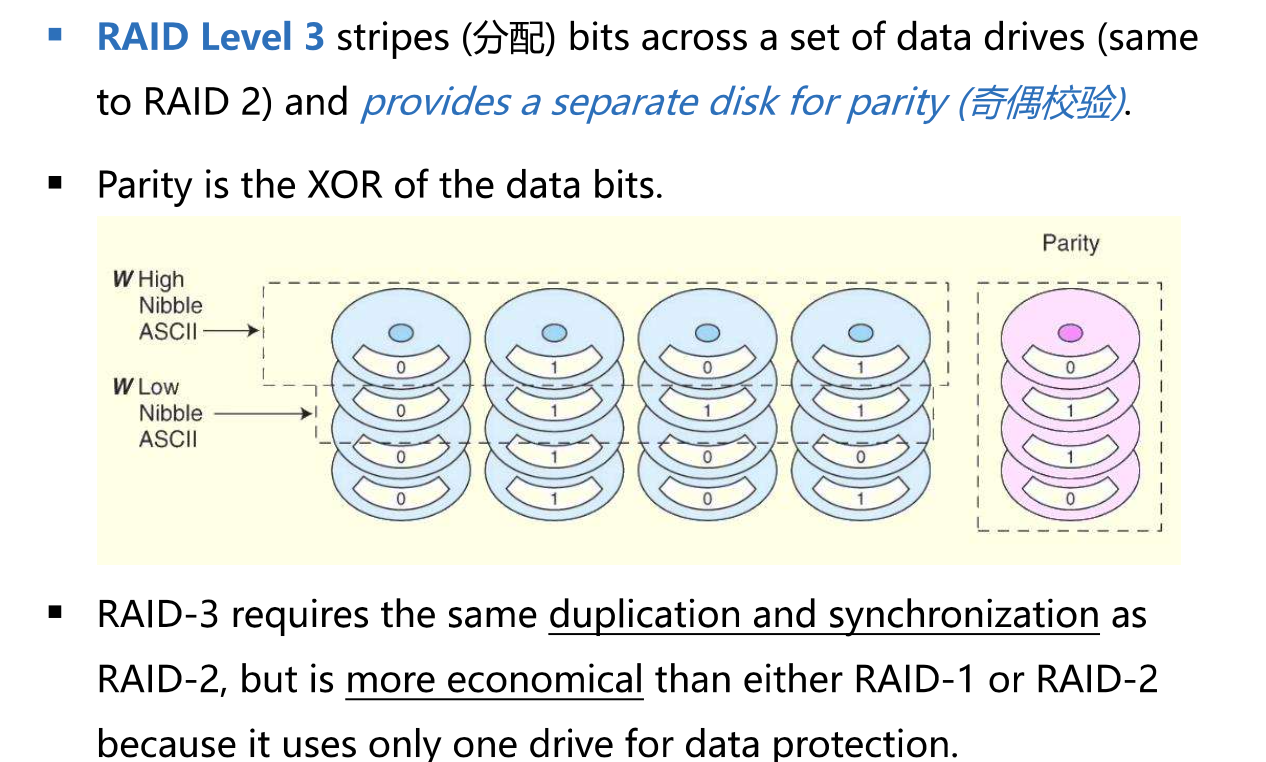 ▪ RAID Level 3 stripes (分配) bits across a set of data drives (same
to RAID 2) and provides a separate disk for parity (奇偶校验).
▪ Parity is the XOR of the data bits.
Parity
W High
Nibble
ASCII
0 1 0 1 0
W Low
Nibble
ASCII
0 1 1 1 1
0 1 0 0 1
0 1 0 1 0
▪ RAID-3 requires the same duplication and synchronization as
RAID-2, but is more economical than either RAID-1 or RAID-2
because it uses only one drive for data protection.